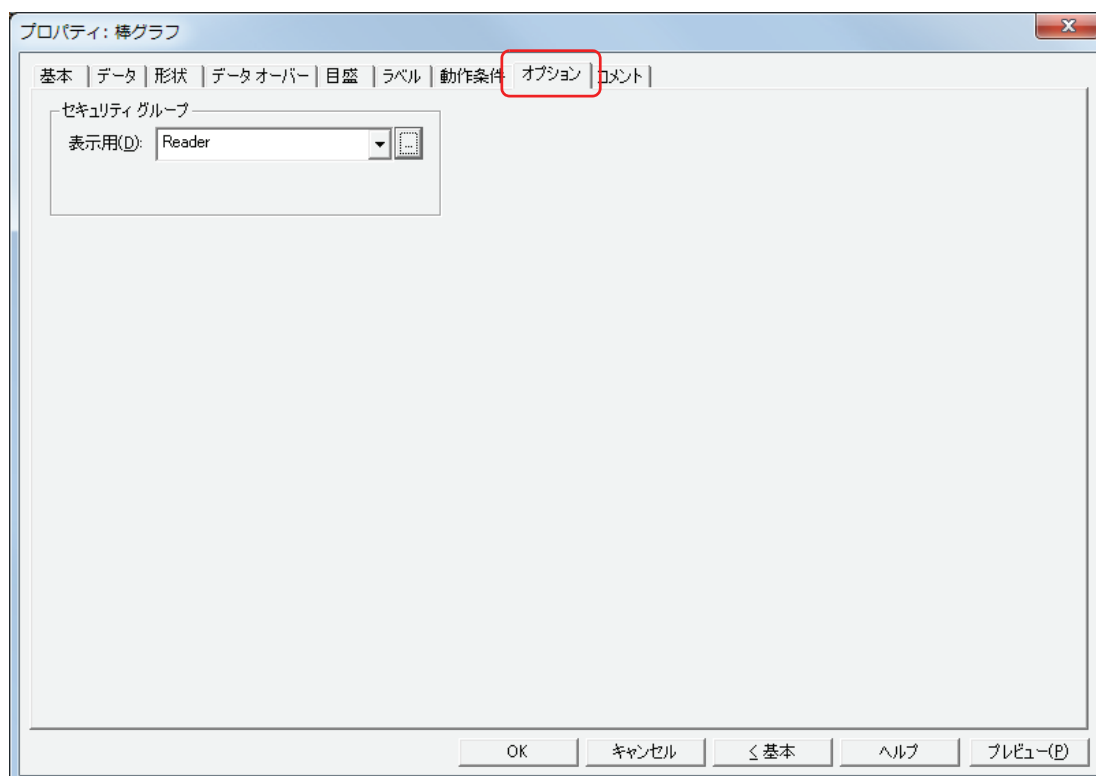 プロパティ: 棒グラフ
基本 データ 形状 データ オーバー 目盛 ラベル 動作条件 オプション コメント
セキュリティ グループ
表示用(D): Reader ...
OK キャンセル < 基本 ヘルプ プレビュー(P)